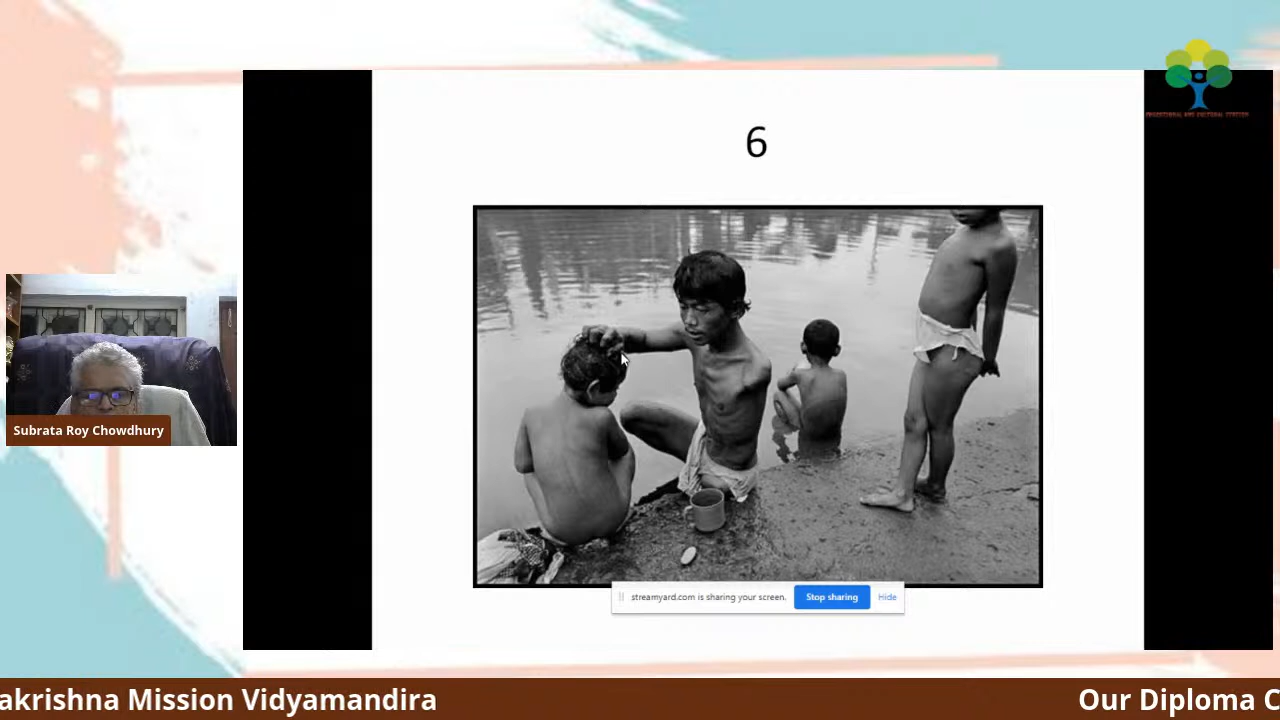 6
streamyard.com is sharing your screen.
Stop sharing
Hide
Subrata Roy Chowdhury
akrishna Mission Vidyamandira
Our Diploma C